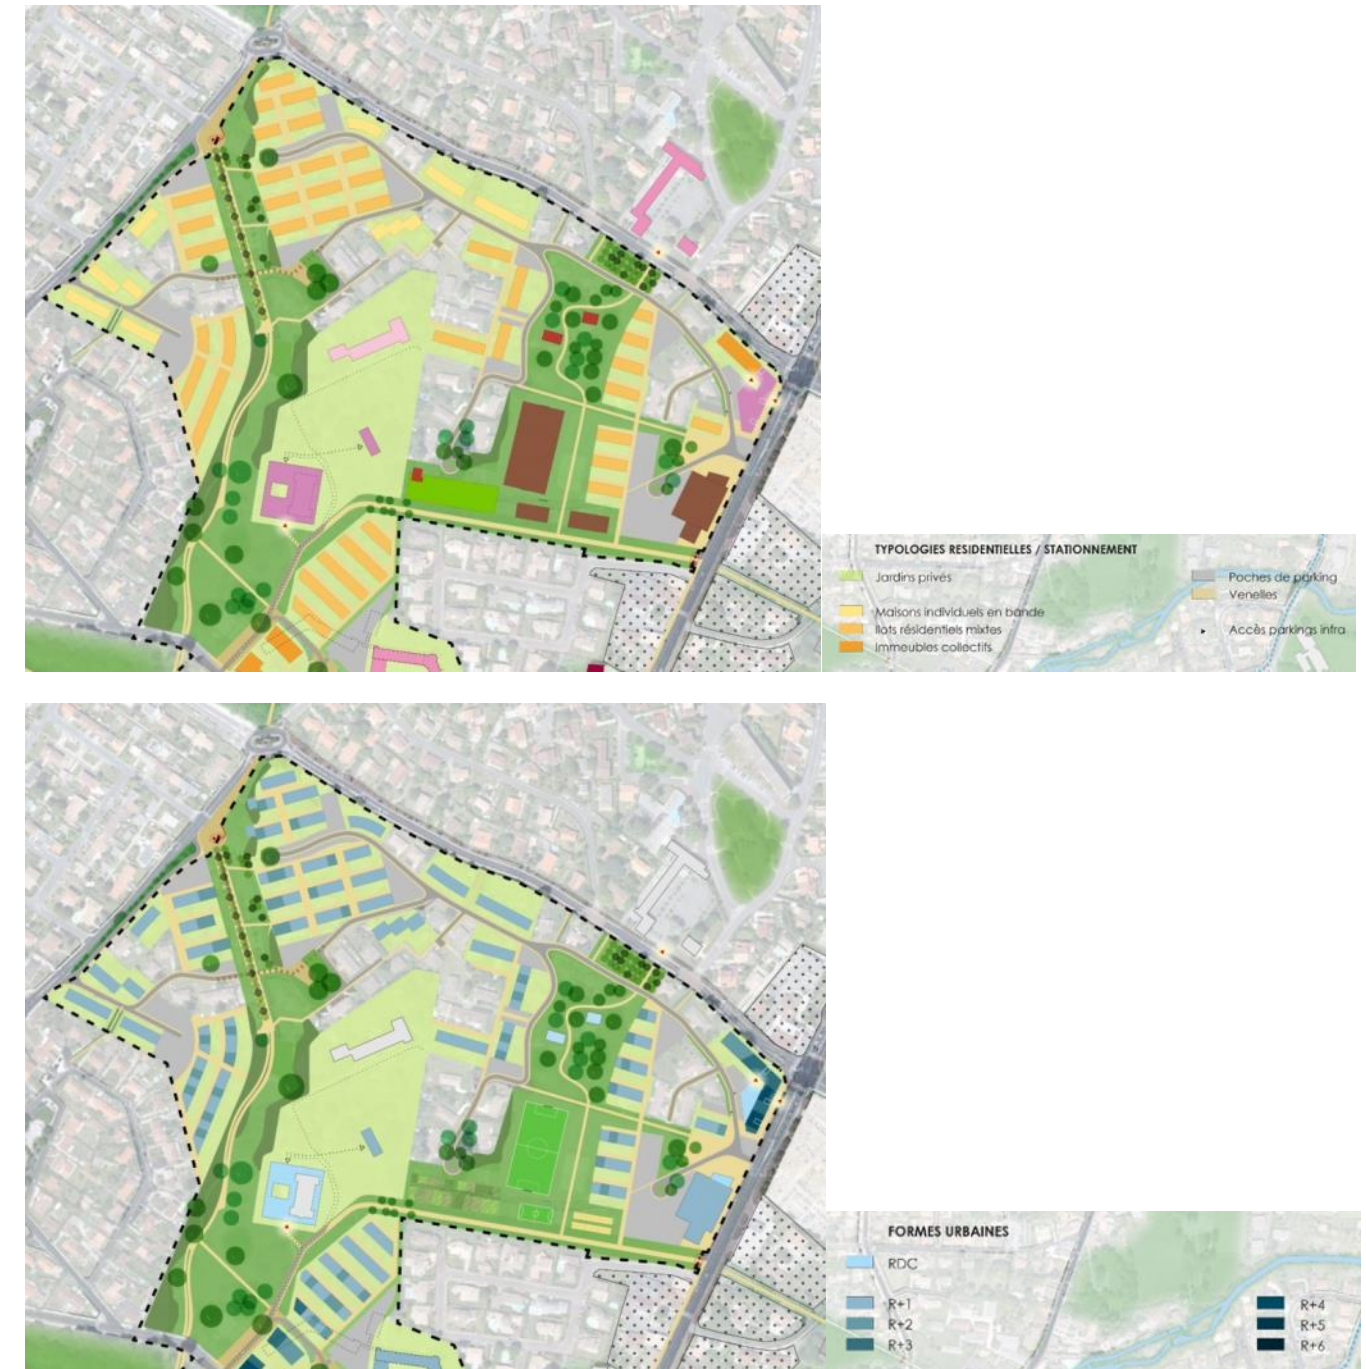 TYPOLOGIES RESIDENTIELLES / STATIONNEMENT
Jardins privés
Poches de parking
Venelles
Maisons individuels en bande
Ilots résidentiels mixtes
Accès parkings infra
Immeubles collectifs
FORMES URBAINES
RDC
R+1
R+4
R+2
R+5
R+3
R+6